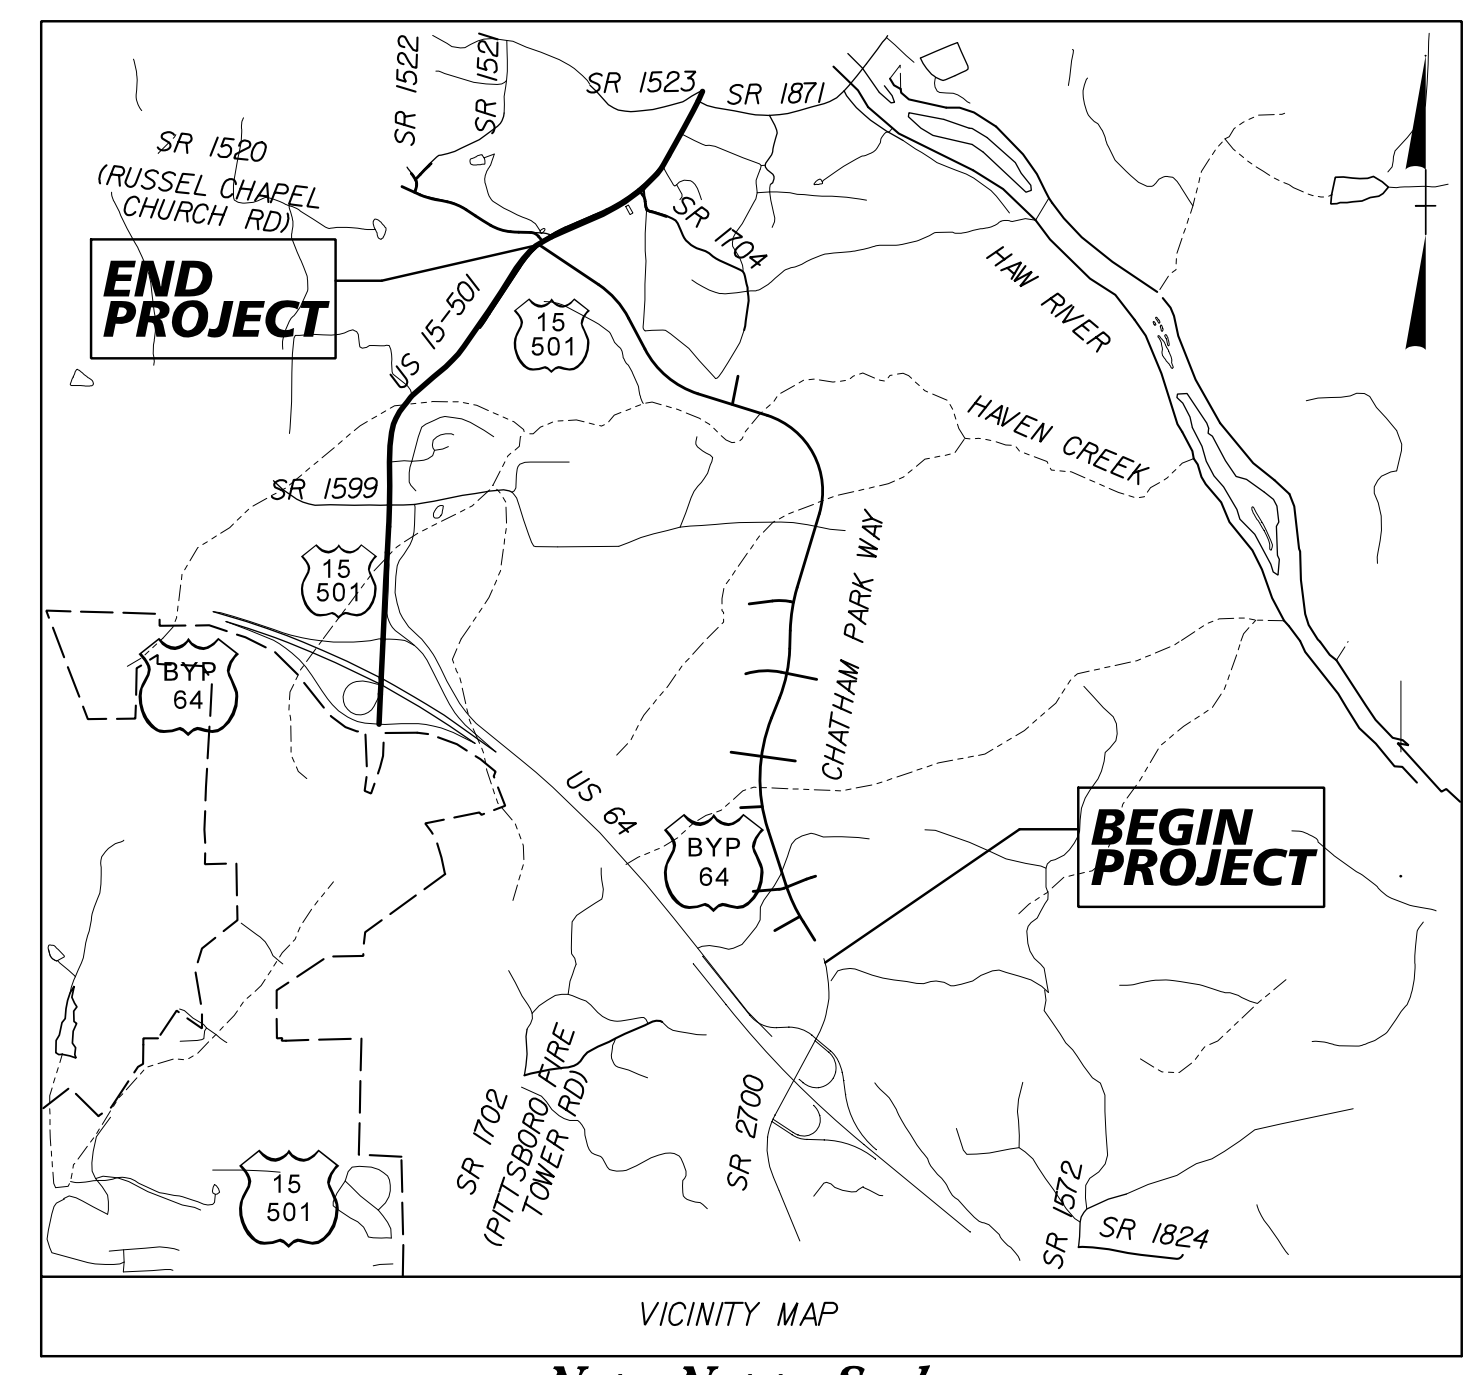 SR 1522
SR 1521
SR 1523
SR 1871
SR 1520
(RUSSEL CHAPEL
CHURCH RD)
SR 1704
END
PROJECT
HAW RIVER
US 15-501
15
501
HAVEN CREEK
SR 1599
15
501
CHATHAM PARK WAY
BYP
64
US 64
BYP
64
BEGIN
PROJECT
SR 1702
(PITTSBORO FIRE
TOWER RD)
SR 2700
15
501
SR 1572
SR 1824
VICINITY MAP